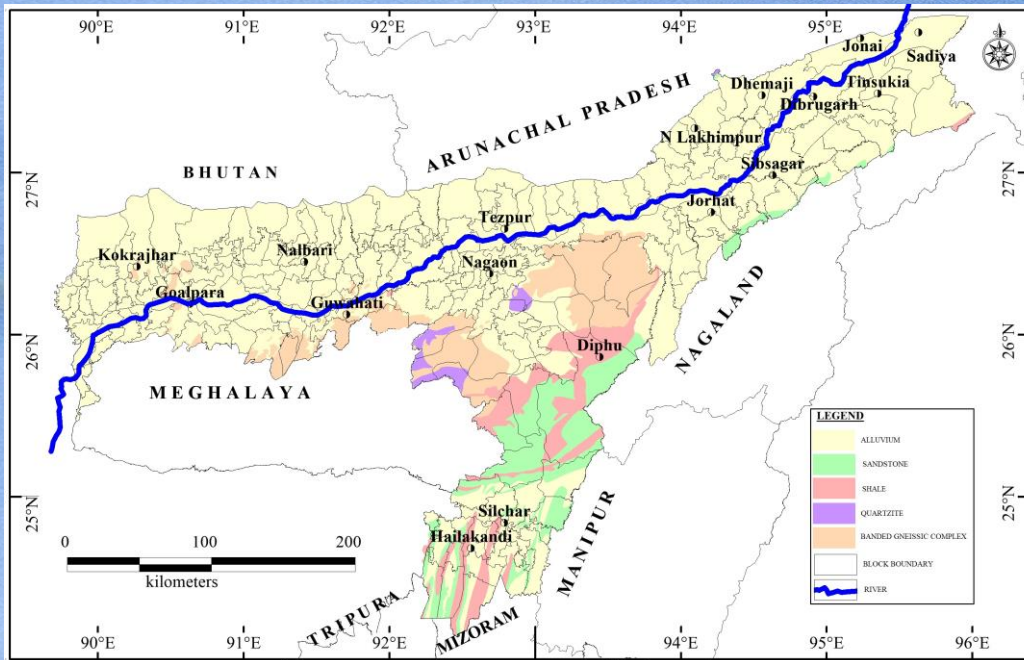 90°E 91°E 92°E 93°E 94°E 95°E
Jonai
Sadiya
Dhemaji
Tinsukia
Dibrugarh
ARUNACHAL PRADESH
N Lakhimpur
BHUTAN
Sibsagar
27°N 27°N
Jorhat
Tezpur
Kokrajhar
Nalbari
Nagaon
Goalpara
Guwahati
NAGALAND
26°N 26°N
Diphu
MEGHALAYA
LEGEND
ALLUVIUM
SANDSTONE
SHALE
QUARTZITE
BANDED GNEISSIC COMPLEX
BLOCK BOUNDARY
RIVER
25°N 25°N
Silchar
Hailakandi
MANIPUR
0 100 200
kilometers
TRIPURA
MIZORAM
90°E 91°E 92°E 93°E 94°E 95°E 96°E